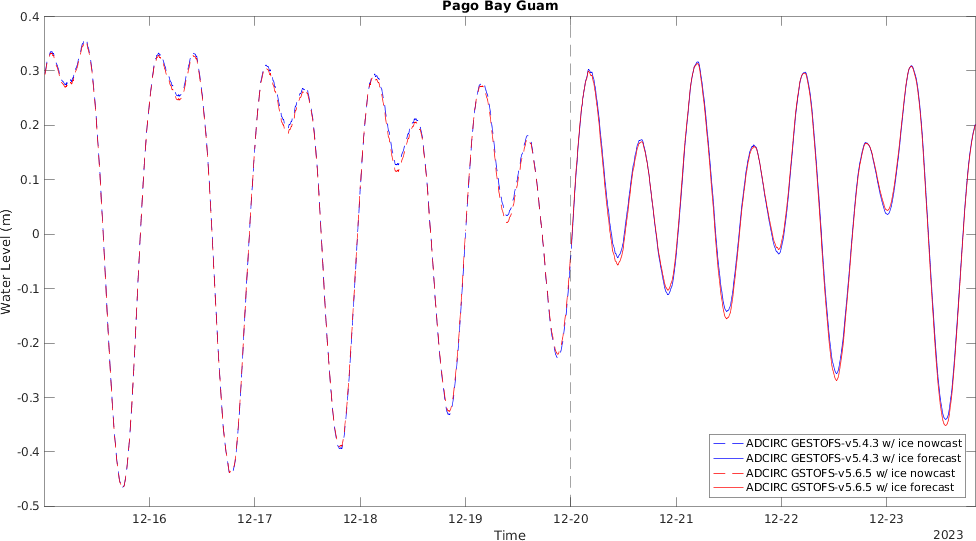 Pago Bay Guam
Water Level (m)
0.4
0.3
0.2
0.1
0
-0.1
-0.2
-0.3
-0.4
-0.5
12-16
12-17
12-18
12-19
12-20
12-21
12-22
12-23
Time
2023
ADCIRC GESTOFS-v5.4.3 w/ ice nowcast
ADCIRC GESTOFS-v5.4.3 w/ ice forecast
ADCIRC GSTOFS-v5.6.5 w/ ice nowcast
ADCIRC GSTOFS-v5.6.5 w/ ice forecast